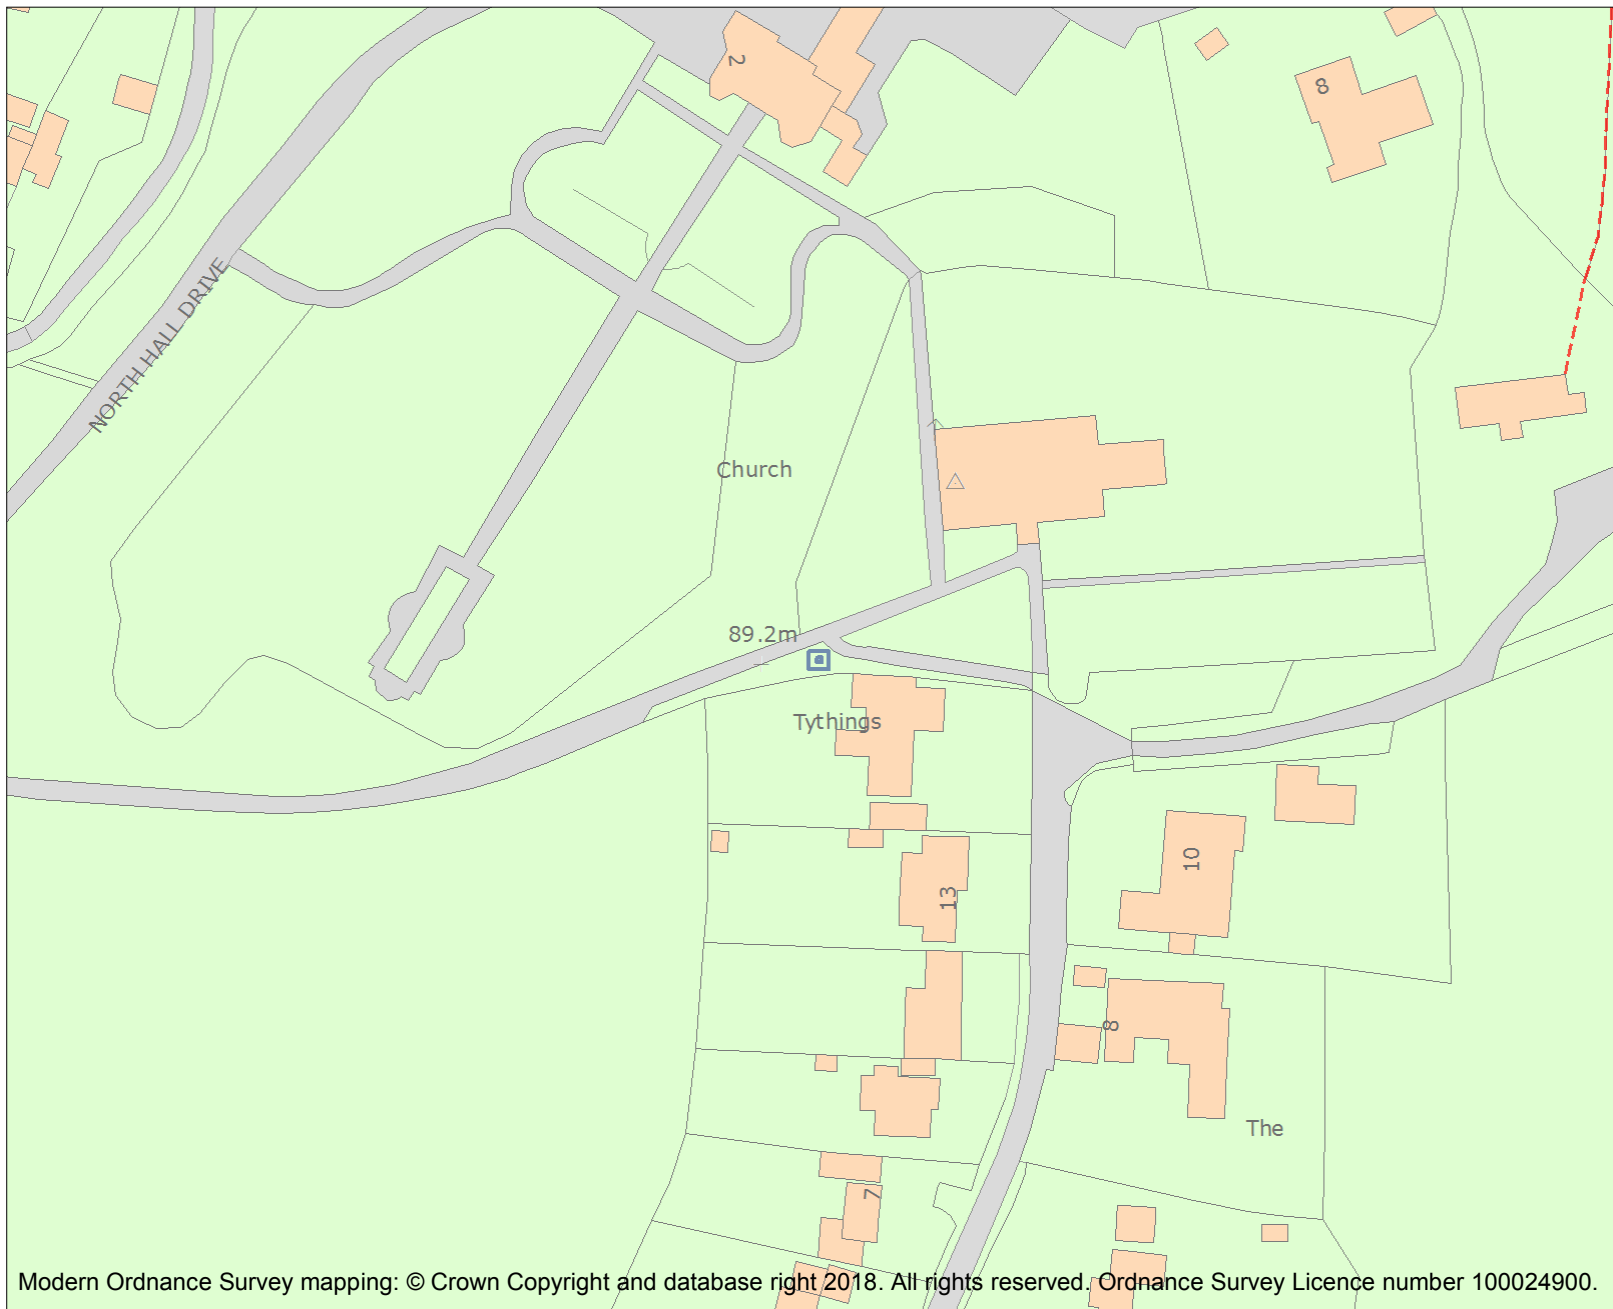 2
8
NORTH HALL DRIVE
Church
89.2m
Tythings
10
13
8
The
7
Modern Ordnance Survey mapping: © Crown Copyright and database right 2018. All rights reserved. Ordnance Survey Licence number 100024900.